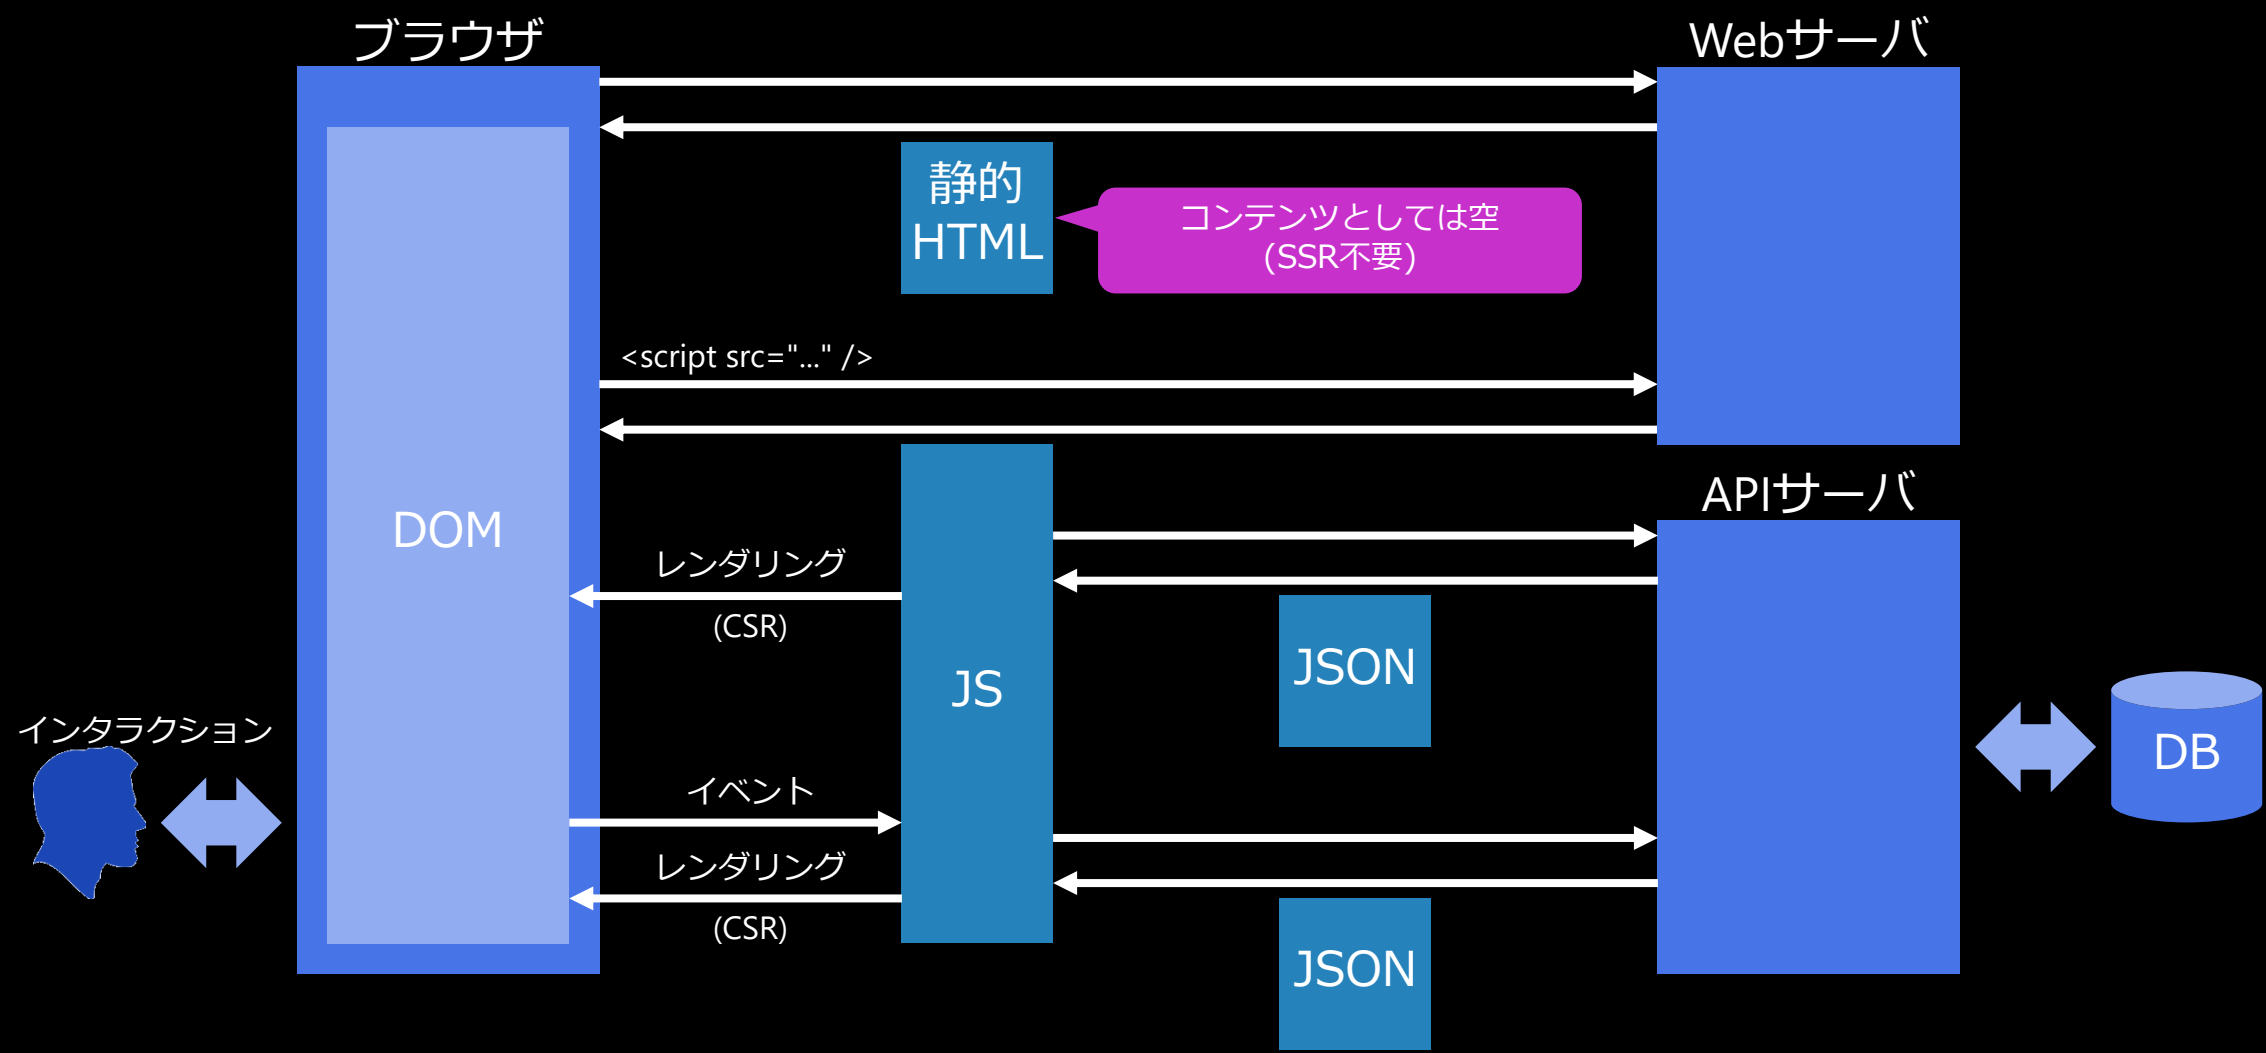 ブラウザ
Webサーバ
静的
HTML
コンテンツとしては空
(SSR不要)
<script src="..." />
APIサーバ
DOM
レンダリング
(CSR)
JS
JSON
インタラクション
DB
イベント
レンダリング
(CSR)
JSON